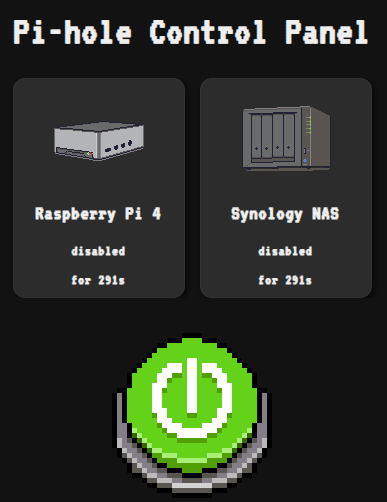 Pi-hole Control Panel
Raspberry Pi 4
disabled
for 291s
Synology NAS
disabled
for 291s